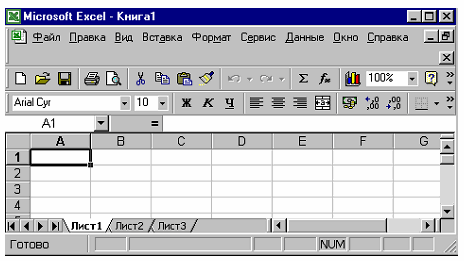 Microsoft Excel - Книга1
Файл Правка Вид Вставка Формат Сервис Данные Окно Справка
Σ fx 100% ?
Arial Cyr 10 Ж К Ч
A1 =
A B C D E F G
1
2
3
4
Лист1 Лист2 Лист3
Готово NUM